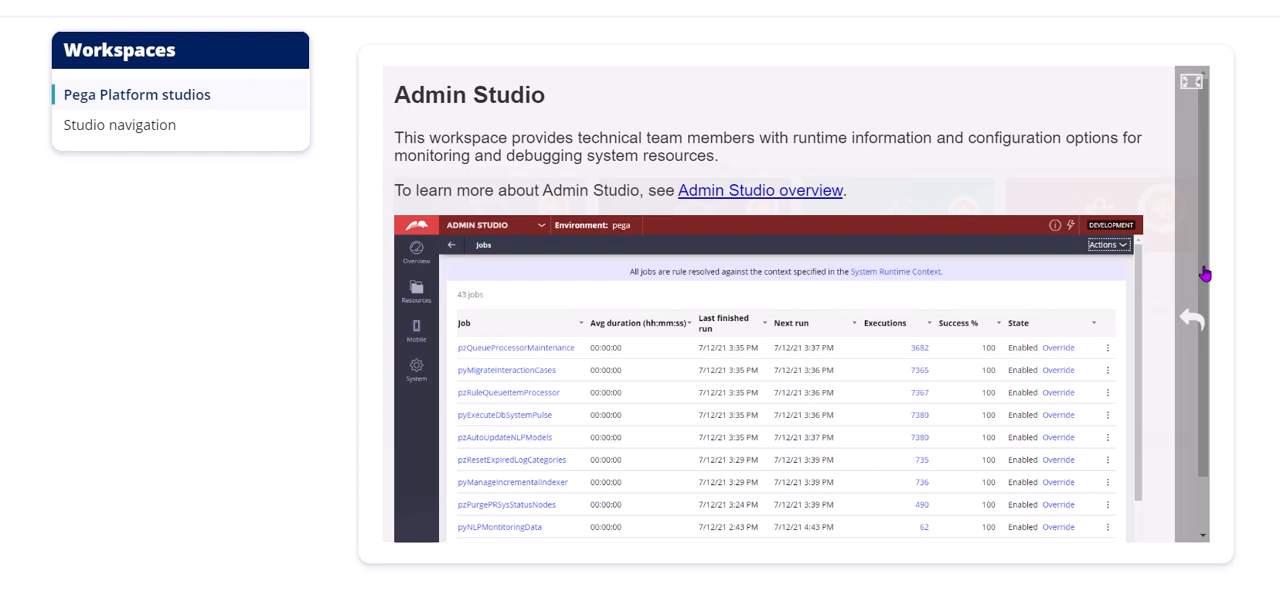 Workspaces
Pega Platform studios
Studio navigation
Admin Studio
This workspace provides technical team members with runtime information and configuration options for
monitoring and debugging system resources.
To learn more about Admin Studio, see Admin Studio overview.
ADMIN STUDIO Environment: pega DEVELOPMENT
Jobs Actions
Overview
Resources
Mobile
System
All jobs are rule resolved against the context specified in the System Runtime Context.
43 jobs
Job Avg duration (hh:mm:ss) Last finished run Next run Executions Success % State
pzQueueProcessorMaintenance 00:00:00 7/12/21 3:35 PM 7/12/21 3:37 PM 3682 100 Enabled Override
pyMigrateInteractionCases 00:00:00 7/12/21 3:35 PM 7/12/21 3:36 PM 7365 100 Enabled Override
pzRuleQueueItemProcessor 00:00:00 7/12/21 3:35 PM 7/12/21 3:36 PM 7367 100 Enabled Override
pyExecuteDbSystemPulse 00:00:00 7/12/21 3:35 PM 7/12/21 3:36 PM 7380 100 Enabled Override
pzAutoUpdateNLPModels 00:00:00 7/12/21 3:35 PM 7/12/21 3:37 PM 7380 100 Enabled Override
pzResetExpiredLogCategories 00:00:00 7/12/21 3:29 PM 7/12/21 3:39 PM 735 100 Enabled Override
pyManageIncrementalIndexer 00:00:00 7/12/21 3:29 PM 7/12/21 3:39 PM 736 100 Enabled Override
pzPurgePRSysStatusNodes 00:00:00 7/12/21 3:24 PM 7/12/21 3:39 PM 490 100 Enabled Override
pyNLPMontitoringData 00:00:00 7/12/21 2:43 PM 7/12/21 4:43 PM 62 100 Enabled Override